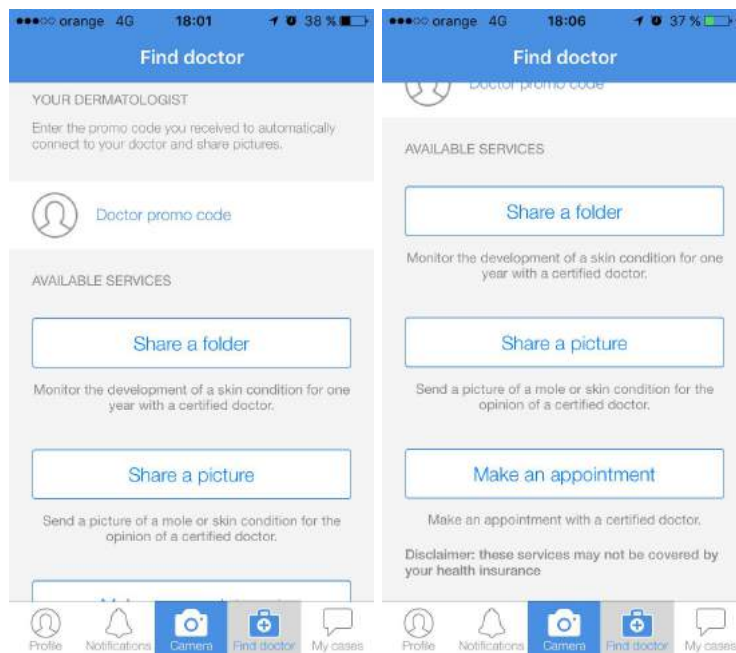 orange 4G 18:01 38 %
Find doctor
YOUR DERMATOLOGIST
Enter the promo code you received to automatically
connect to your doctor and share pictures.
Doctor promo code
AVAILABLE SERVICES
Share a folder
Monitor the development of a skin condition for one
year with a certified doctor.
Share a picture
Send a picture of a mole or skin condition for the
opinion of a certified doctor.
Profile Notifications Camera Find doctor My cases
orange 4G 18:06 37 %
Find doctor
Doctor promo code
AVAILABLE SERVICES
Share a folder
Monitor the development of a skin condition for one
year with a certified doctor.
Share a picture
Send a picture of a mole or skin condition for the
opinion of a certified doctor.
Make an appointment
Make an appointment with a certified doctor.
Disclaimer: these services may not be covered by
your health insurance
Profile Notifications Camera Find doctor My cases